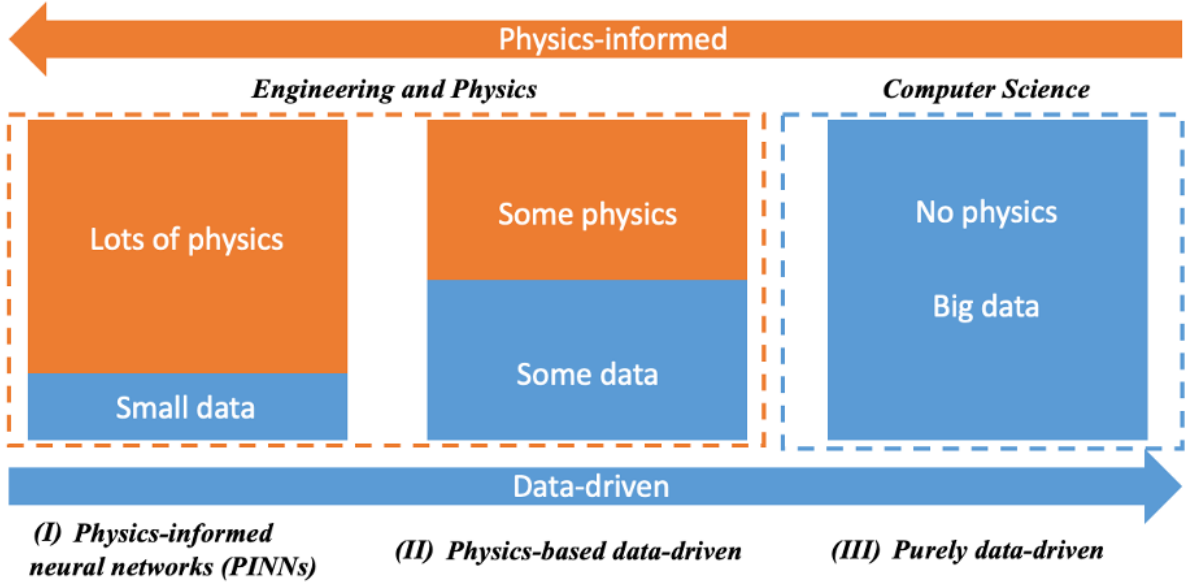 Physics-informed
Engineering and Physics
Computer Science
Lots of physics
Small data
Some physics
Some data
No physics
Big data
Data-driven
(I) Physics-informed
neural networks (PINNs)
(II) Physics-based data-driven
(III) Purely data-driven